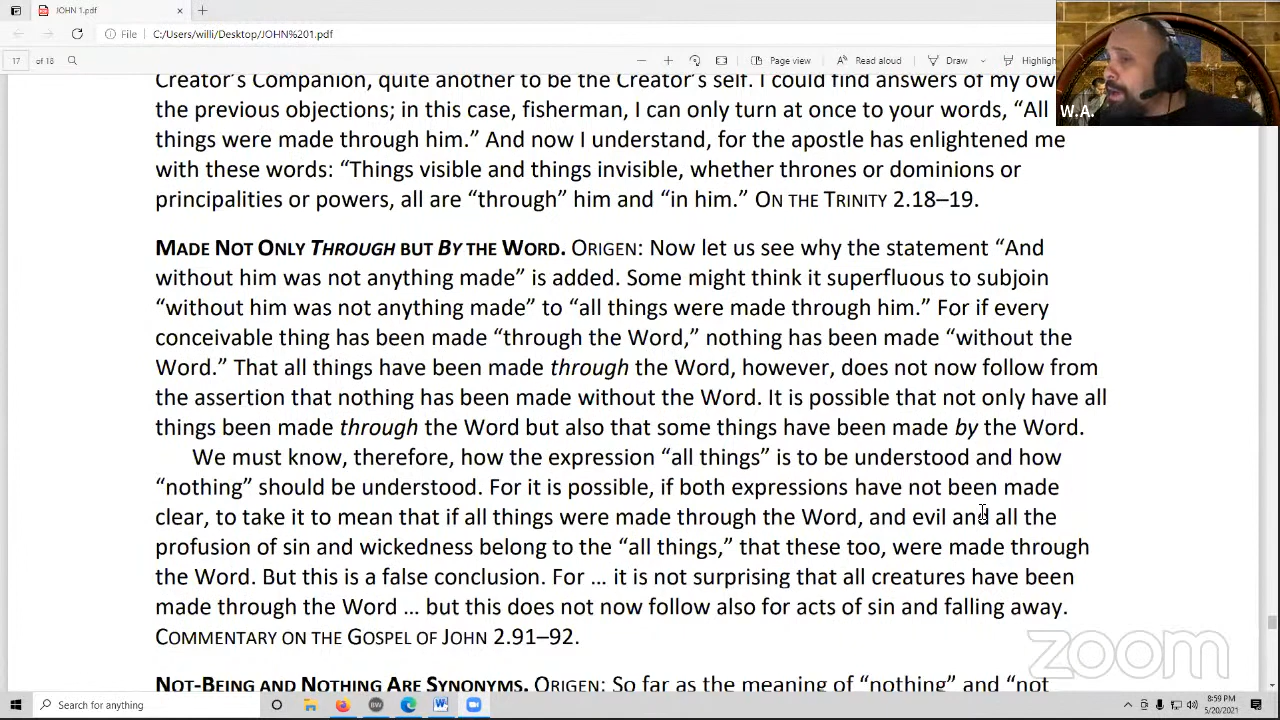 JOHN 1.pdf
File
C:/Users/willi/Desktop/JOHN%201.pdf
17 of 18
Page view
Read aloud
Draw
Highlight
Creator's Companion, quite another to be the Creator's self. I could find answers of my ow
the previous objections; in this case, fisherman, I can only turn at once to your words, “All
things were made through him.” And now I understand, for the apostle has enlightened me
with these words: “Things visible and things invisible, whether thrones or dominions or
principalities or powers, all are “through” him and “in him.” ON THE TRINITY 2.18–19.
MADE NOT ONLY THROUGH BUT BY THE WORD. ORIGEN: Now let us see why the statement “And
without him was not anything made” is added. Some might think it superfluous to subjoin
“without him was not anything made” to “all things were made through him.” For if every
conceivable thing has been made “through the Word,” nothing has been made “without the
Word.” That all things have been made through the Word, however, does not now follow from
the assertion that nothing has been made without the Word. It is possible that not only have all
things been made through the Word but also that some things have been made by the Word.
We must know, therefore, how the expression “all things” is to be understood and how
“nothing” should be understood. For it is possible, if both expressions have not been made
clear, to take it to mean that if all things were made through the Word, and evil and all the
profusion of sin and wickedness belong to the “all things,” that these too, were made through
the Word. But this is a false conclusion. For … it is not surprising that all creatures have been
made through the Word … but this does not now follow also for acts of sin and falling away.
COMMENTARY ON THE GOSPEL OF JOHN 2.91–92.
NOT-BEING AND NOTHING ARE SYNONYMS. ORIGEN: So far as the meaning of “nothing” and “not
W.A.
zoom
Search for anything
8:59 PM
5/20/2021